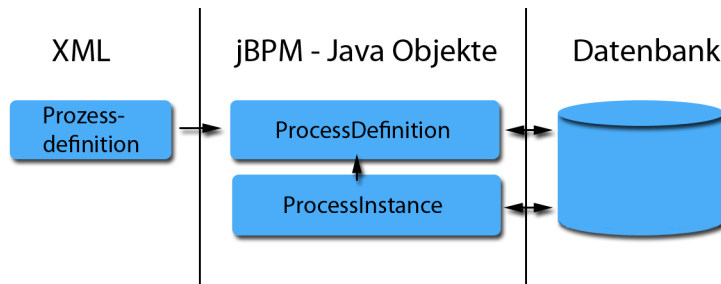 XML
jBPM - Java Objekte
Datenbank
Prozess-
definition
ProcessDefinition
ProcessInstance